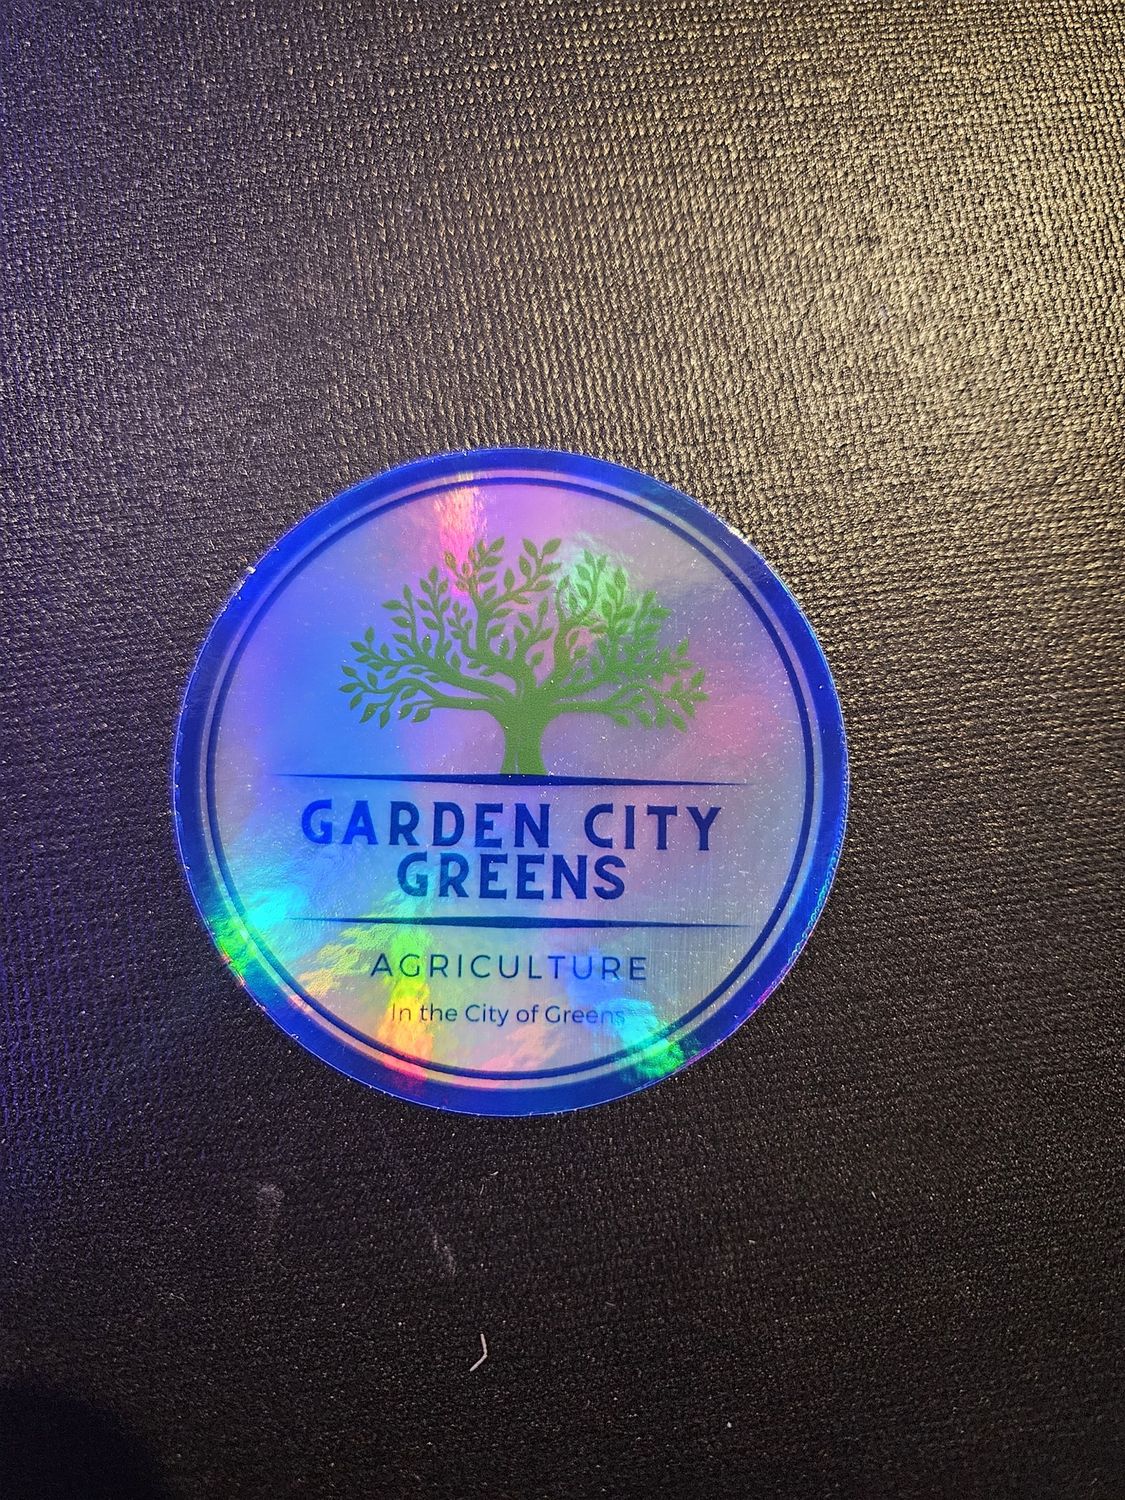 GARDEN CITY
GREENS
AGRICULTURE
In the City of Greens